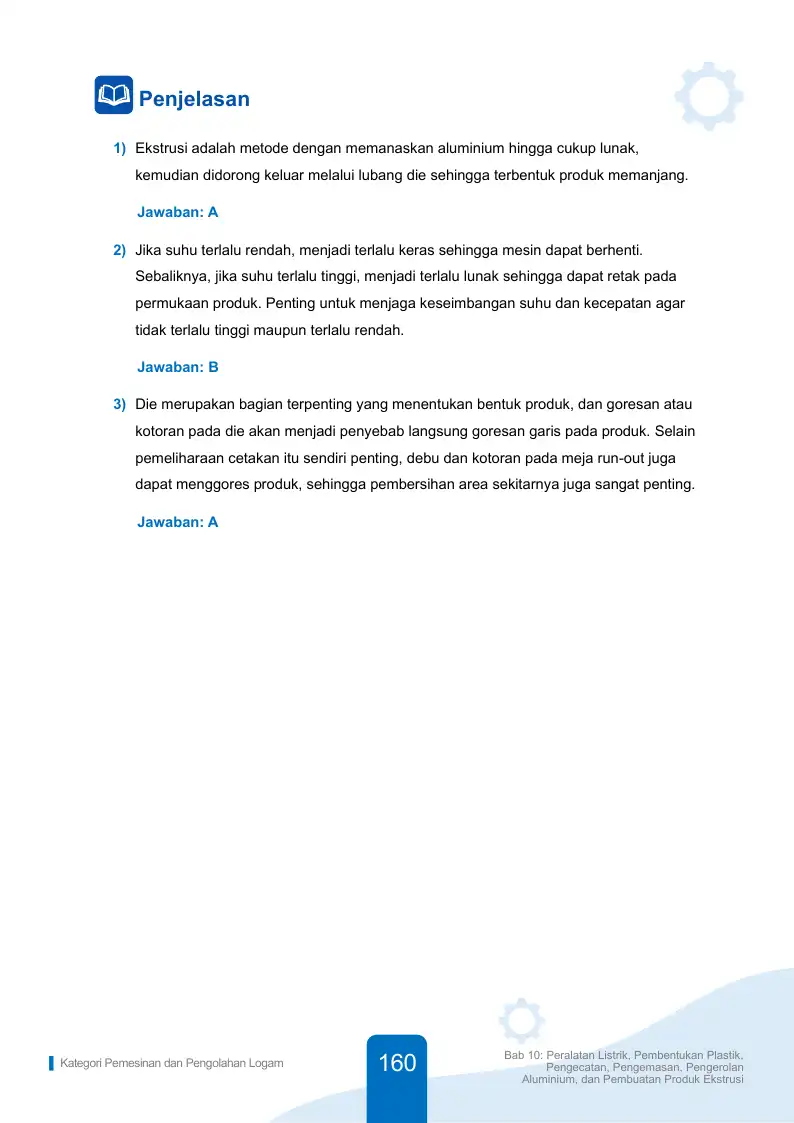 Penjelasan
1) Ekstrusi adalah metode dengan memanaskan aluminium hingga cukup lunak,
kemudian didorong keluar melalui lubang die sehingga terbentuk produk memanjang.
Jawaban: A
2) Jika suhu terlalu rendah, menjadi terlalu keras sehingga mesin dapat berhenti.
Sebaliknya, jika suhu terlalu tinggi, menjadi terlalu lunak sehingga dapat retak pada
permukaan produk. Penting untuk menjaga keseimbangan suhu dan kecepatan agar
tidak terlalu tinggi maupun terlalu rendah.
Jawaban: B
3) Die merupakan bagian terpenting yang menentukan bentuk produk, dan goresan atau
kotoran pada die akan menjadi penyebab langsung goresan garis pada produk. Selain
pemeliharaan cetakan itu sendiri penting, debu dan kotoran pada meja run-out juga
dapat menggores produk, sehingga pembersihan area sekitarnya juga sangat penting.
Jawaban: A
Kategori Pemesinan dan Pengolahan Logam
160
Bab 10: Peralatan Listrik, Pembentukan Plastik,
Pengecatan, Pengemasan, Pengerolan
Aluminium, dan Pembuatan Produk Ekstrusi